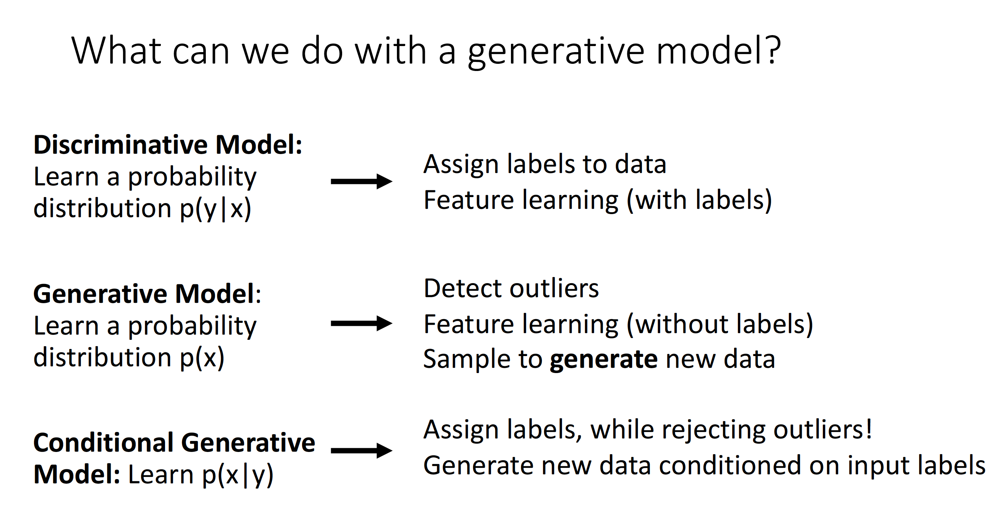 What can we do with a generative model?
Discriminative Model:
Learn a probability
distribution p(y|x)
Assign labels to data
Feature learning (with labels)
Generative Model:
Learn a probability
distribution p(x)
Detect outliers
Feature learning (without labels)
Sample to generate new data
Conditional Generative
Model: Learn p(x|y)
Assign labels, while rejecting outliers!
Generate new data conditioned on input labels